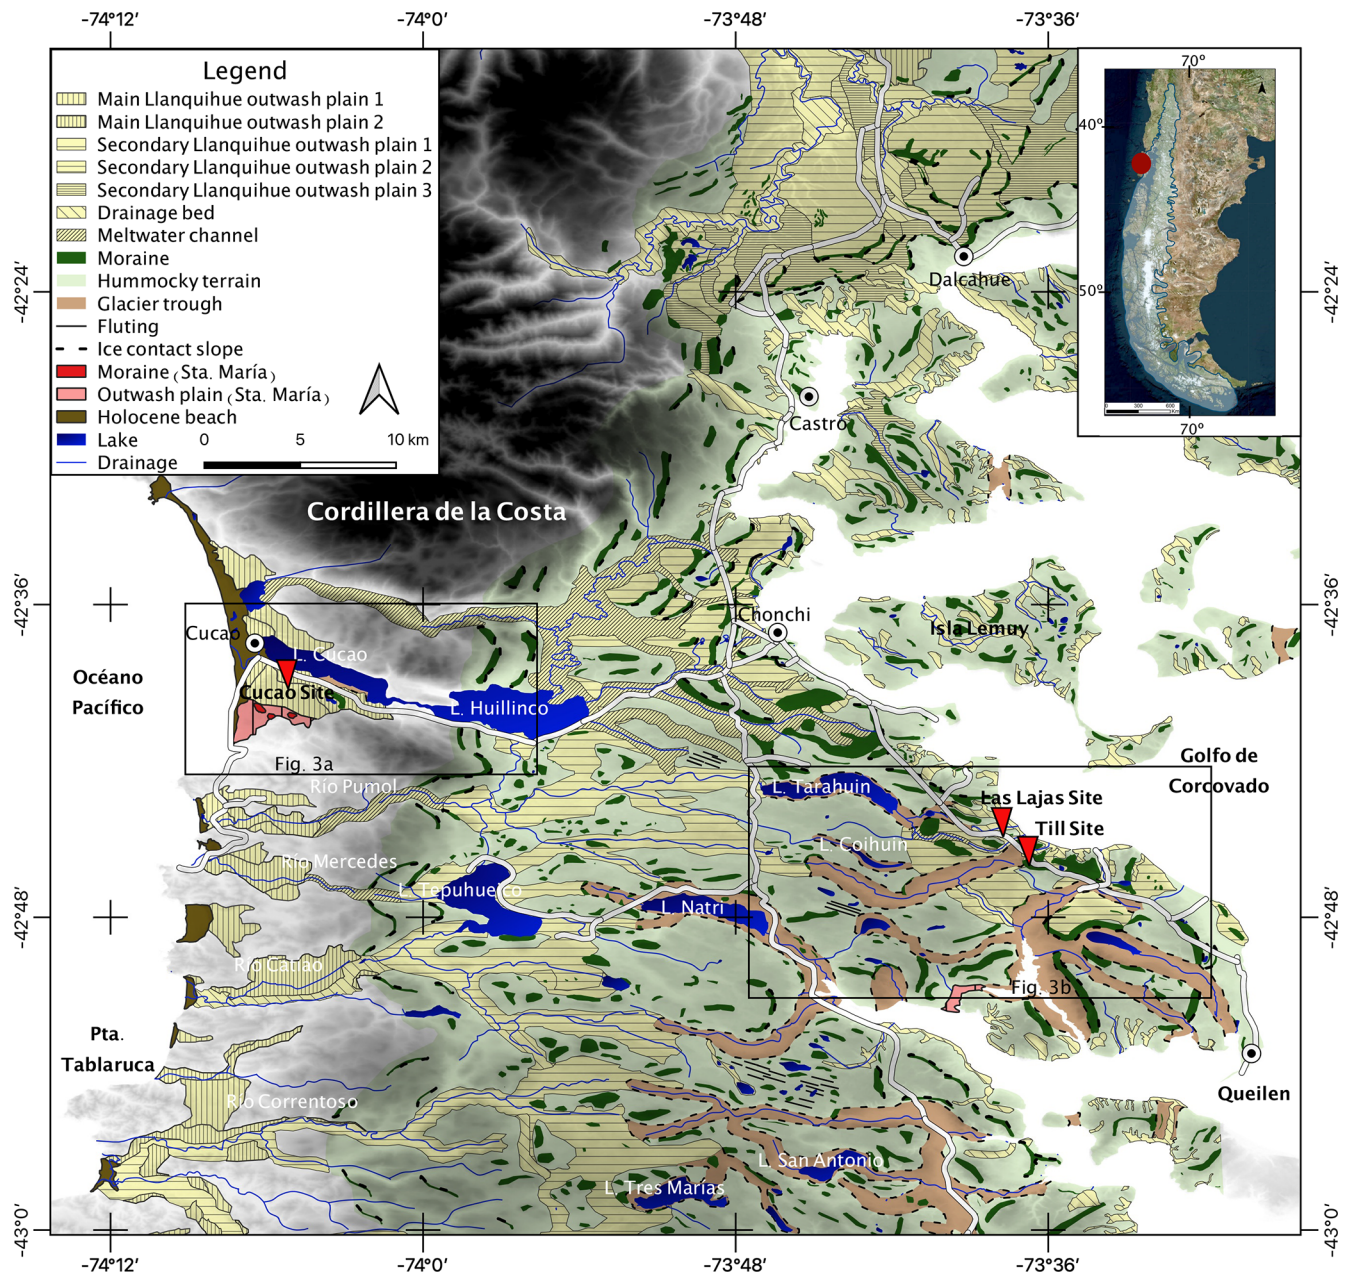 -74°12'
-74°0'
-73°48'
-73°36'
Legend
Main Llanquihue outwash plain 1
Main Llanquihue outwash plain 2
Secondary Llanquihue outwash plain 1
Secondary Llanquihue outwash plain 2
Secondary Llanquihue outwash plain 3
Drainage bed
Meltwater channel
Moraine
Hummocky terrain
Glacier trough
Fluting
Ice contact slope
Moraine (Sta. María)
Outwash plain (Sta. María)
Holocene beach
Lake
Drainage
0 5 10 km
70°
40°
50°
0 300 600
Km
70°
-42°24'
-42°24'
Dalcahue
Castro
Cordillera de la Costa
-42°36'
-42°36'
Chonchi
Isla Lemuy
Cucao
L. Cucao
Océano
Pacífico
Cucao Site
L. Huillinco
Fig. 3a
Golfo de
Corcovado
Río Pumol
L. Tarahuin
Las Lajas Site
Till Site
L. Coihuin
Río Mercedes
L. Tepuhueico
L. Natri
-42°48'
-42°48'
Río Catiao
Fig. 3b
Pta.
Tablaruca
Queilen
Río Correntoso
L. San Antonio
L. Tres Marías
-43°0'
-43°0'
-74°12'
-74°0'
-73°48'
-73°36'